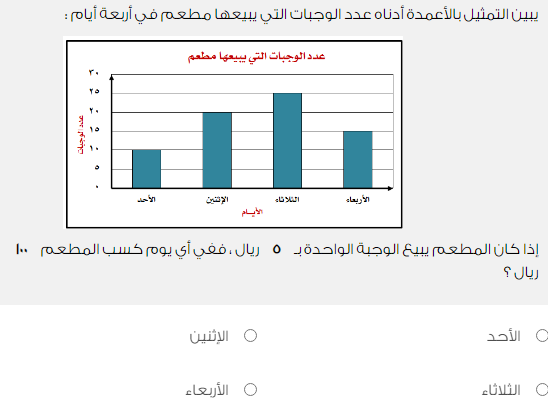 يبين التمثيل بالأعمدة أدناه عدد الوجبات التي يبيعها مطعم في أربعة أيام :
عدد الوجبات التي يبيعها مطعم
٣٠
٢٥
٢٠
١٥
١٠
٥
٠
عدد الوجبات
الأحد
الإثنين
الثلاثاء
الأربعاء
الأيـــام
إذا كان المطعم يبيع الوجبة الواحدة بـ ٥ ريال ، ففي أي يوم كسب المطعم ١٠٠
ريال ؟
الأحد
الإثنين
الثلاثاء
الأربعاء